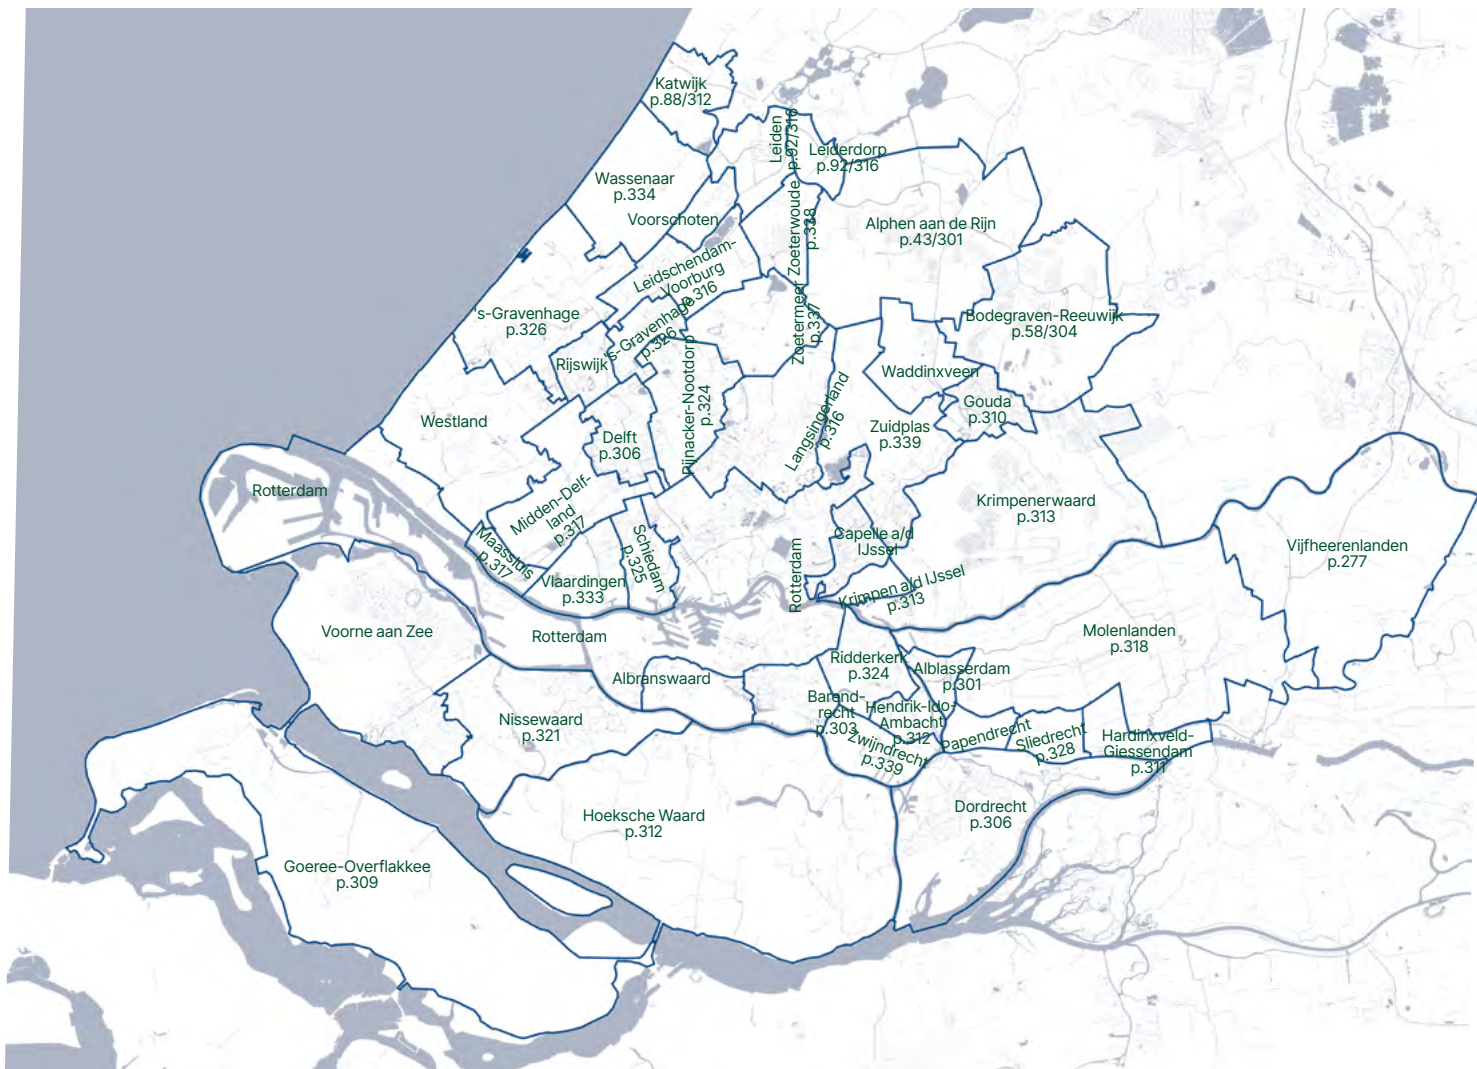 Katwijk
p.88/312
Leiden
p.92/316
Leiderdorp
p.92/316
Wassenaar
p.334
Voorschoten
Zoeterwoude
p.338
Alphen aan de Rijn
p.43/301
Leidschendam-
Voorburg
p.316
's-Gravenhage
p.326
's-Gravenhage
p.326
Zoetermeer
p.337
Bodegraven-Reeuwijk
p.58/304
Rijswijk
Pijnacker-Nootdorp
p.324
Waddinxveen
Gouda
p.310
Westland
Delft
p.306
Langsingerland
p.316
Zuidplas
p.339
Rotterdam
Midden-Delf-
land
p.317
Krimpenerwaard
p.313
Maassluis
p.317
Schiedam
p.325
Capelle a/d
IJssel
Vijfheerenlanden
p.277
Vlaardingen
p.333
Rotterdam
Krimpen a/d IJssel
p.313
Voorne aan Zee
Rotterdam
Molenlanden
p.318
Ridderkerk
p.324
Alblasserdam
p.301
Albranswaard
Barend-
recht
p.303
Hendrik-Ido-
Ambacht
p.312
Nissewaard
p.321
Zwijndrecht
p.339
Papendrecht
Sliedrecht
p.328
Hardinxveld-
Giessendam
p.311
Hoeksche Waard
p.312
Dordrecht
p.306
Goeree-Overflakkee
p.309